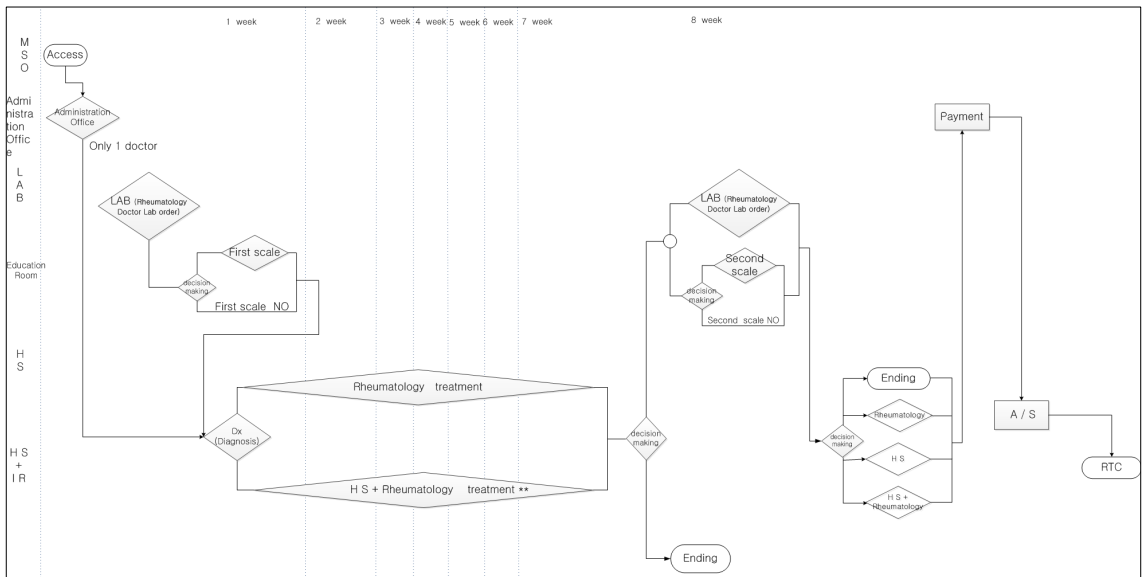 1 week
2 week
3 week
4 week
5 week
6 week
7 week
8 week
M
S
O
Access
Admi
nistra
tion
Offic
e
Administration
Office
Only 1 doctor
Payment
L
A
B
LAB (Rheumatology
Doctor Lab order)
LAB (Rheumatology
Doctor Lab order)
Education
Room
First scale
decision
making
First scale NO
Second
scale
decision
making
Second scale NO
H
S
Rheumatology treatment
Ending
Rheumatology
A / S
Dx
(Diagnosis)
decision
making
decision
making
H S
H S
+
I R
RTC
H S + Rheumatology treatment **
H S +
Rheumatology
Ending